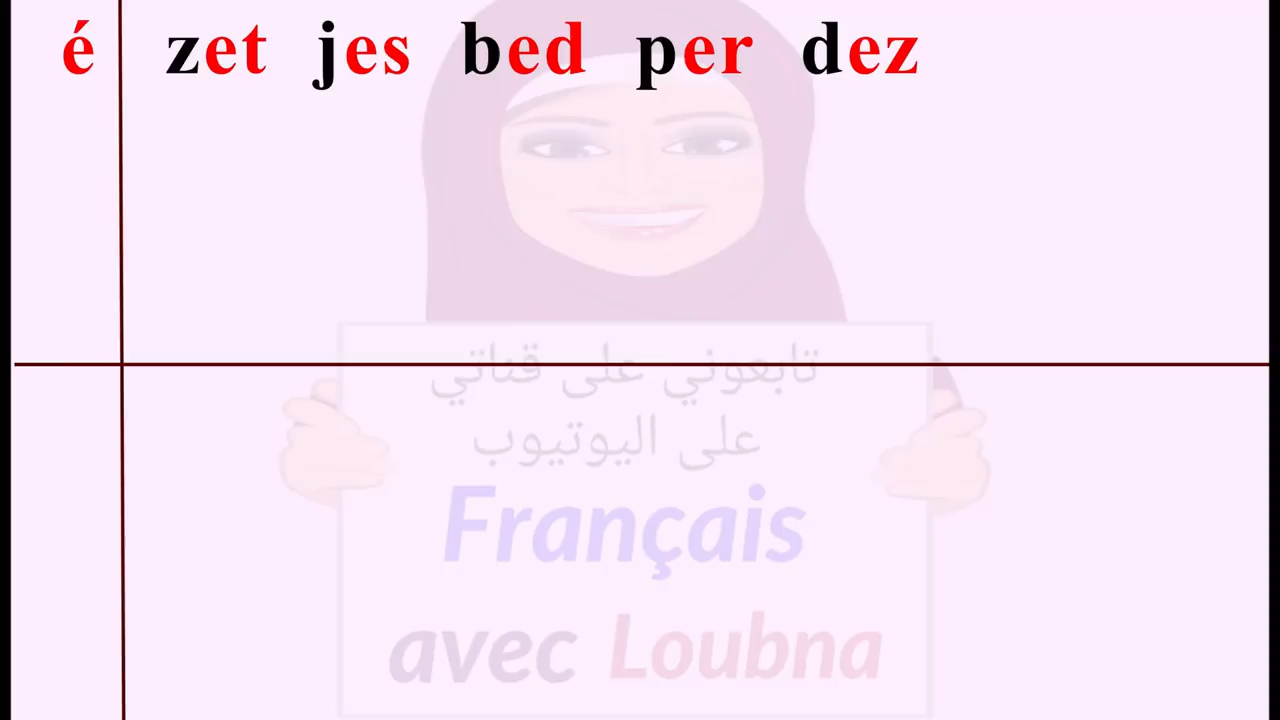 é zet jes bed per dez
تابعوني على قناتي
على اليوتيوب
Français
avec Loubna